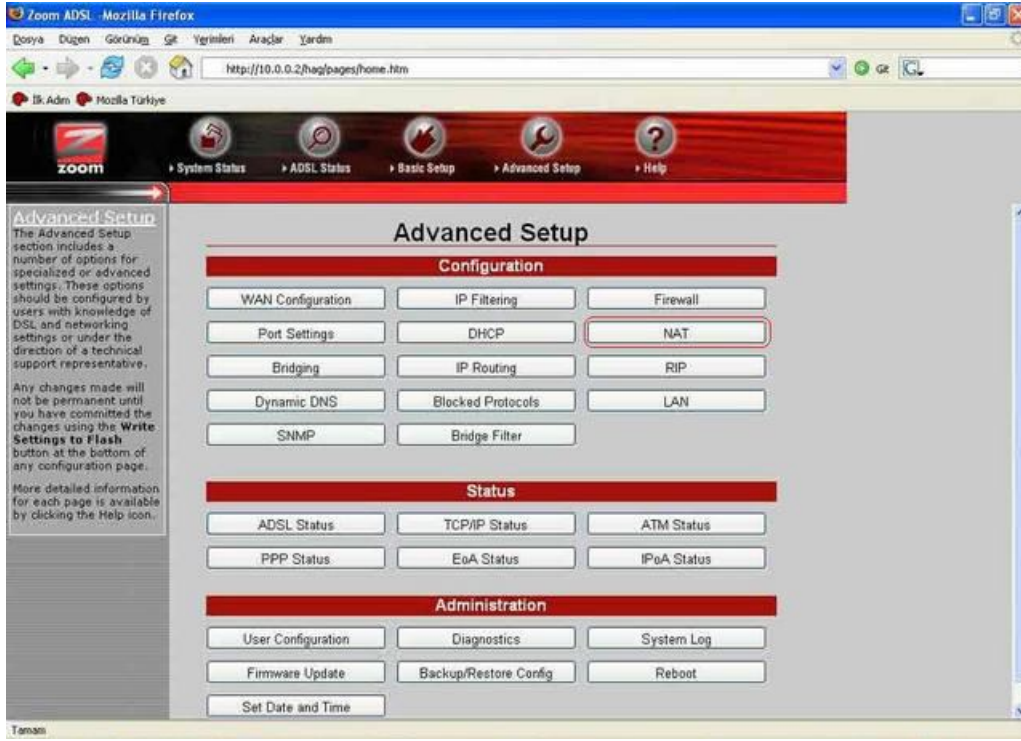 Zoom ADSL - Mozilla Firefox
Dosya Düzen Görünüm Git Yerimleri Araçlar Yardım
http://10.0.0.2/hag/pages/home.htm
Git
İlk Adım Mozilla Türkiye
zoom
System Status ADSL Status Basic Setup Advanced Setup Help
Advanced Setup
The Advanced Setup
section includes a
number of options for
specialized or advanced
settings. These options
should be configured by
users with knowledge of
DSL and networking
settings or under the
direction of a technical
support representative.
Any changes made will
not be permanent until
you have committed the
changes using the Write
Settings to Flash
button at the bottom of
any configuration page.
More detailed information
for each page is available
by clicking the Help icon.
Advanced Setup
Configuration
WAN Configuration IP Filtering Firewall
Port Settings DHCP NAT
Bridging IP Routing RIP
Dynamic DNS Blocked Protocols LAN
SNMP Bridge Filter
Status
ADSL Status TCP/IP Status ATM Status
PPP Status EoA Status IPoA Status
Administration
User Configuration Diagnostics System Log
Firmware Update Backup/Restore Config Reboot
Set Date and Time
Tamam